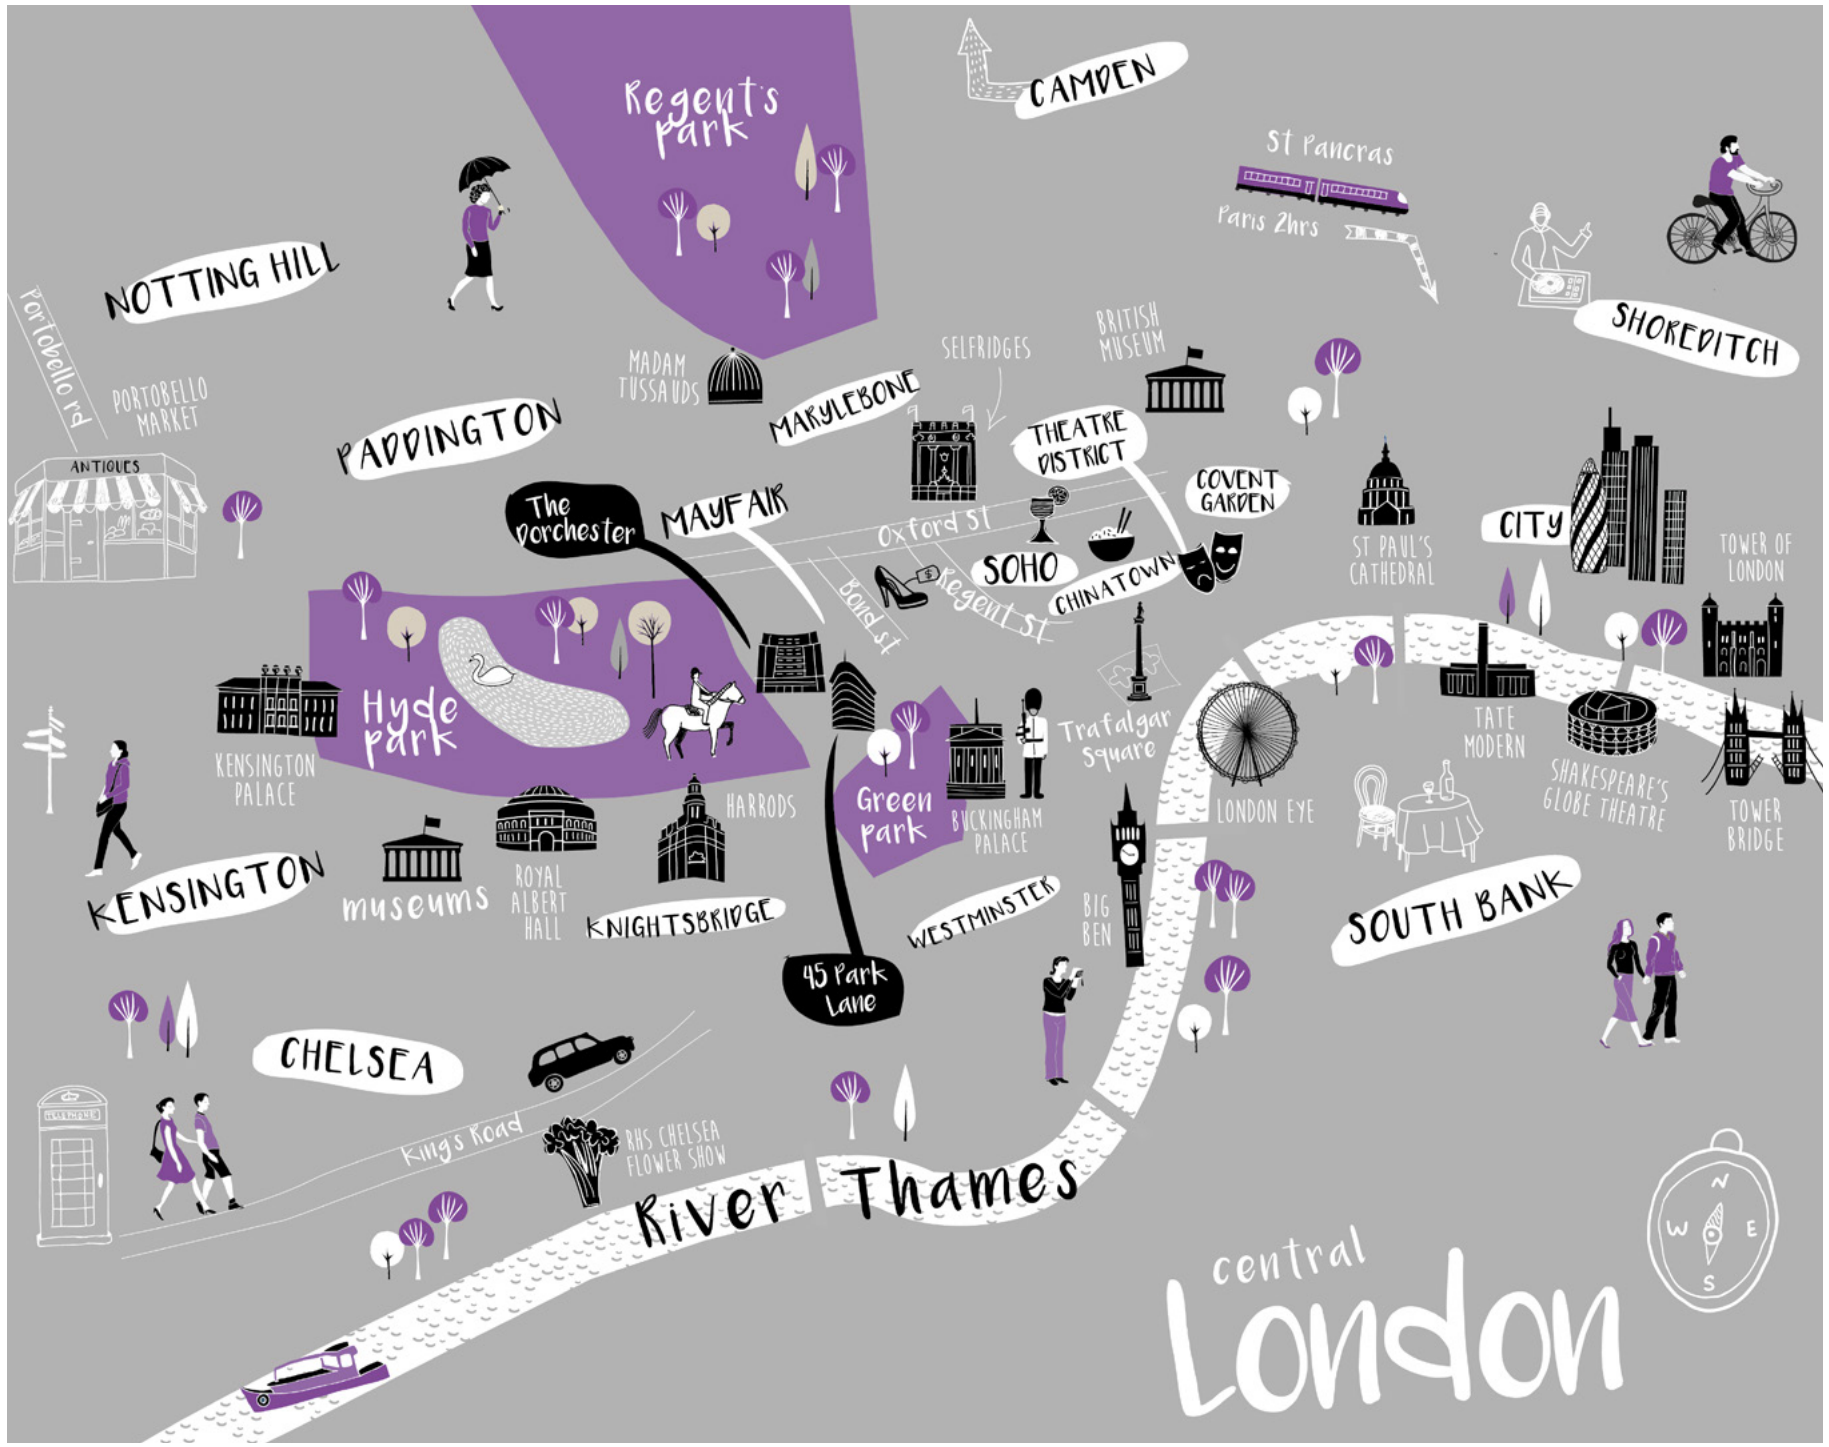 Regent's
park
CAMDEN
St Pancras
Paris 2hrs
NOTTING HILL
SHOREDITCH
Portobello rd
PORTOBELLO
MARKET
ANTIQUES
PADDINGTON
MADAM
TUSSAUDS
MARYLEBONE
SELFRIDGES
BRITISH
MUSEUM
THEATRE
DISTRICT
COVENT
GARDEN
The
Dorchester
MAYFAIR
Oxford St
Bond St
$
Regent St
SOHO
CHINATOWN
ST PAUL'S
CATHEDRAL
CITY
TOWER OF
LONDON
Hyde
park
KENSINGTON
PALACE
Green
park
BUCKINGHAM
PALACE
Trafalgar
Square
LONDON EYE
TATE
MODERN
SHAKESPEARE'S
GLOBE THEATRE
TOWER
BRIDGE
HARRODS
museums
ROYAL
ALBERT
HALL
KENSINGTON
KNIGHTSBRIDGE
WESTMINSTER
BIG
BEN
SOUTH BANK
45 Park
Lane
CHELSEA
TELEPHONE
Kings Road
RHS CHELSEA
FLOWER SHOW
River Thames
central
London
N
W
E
S